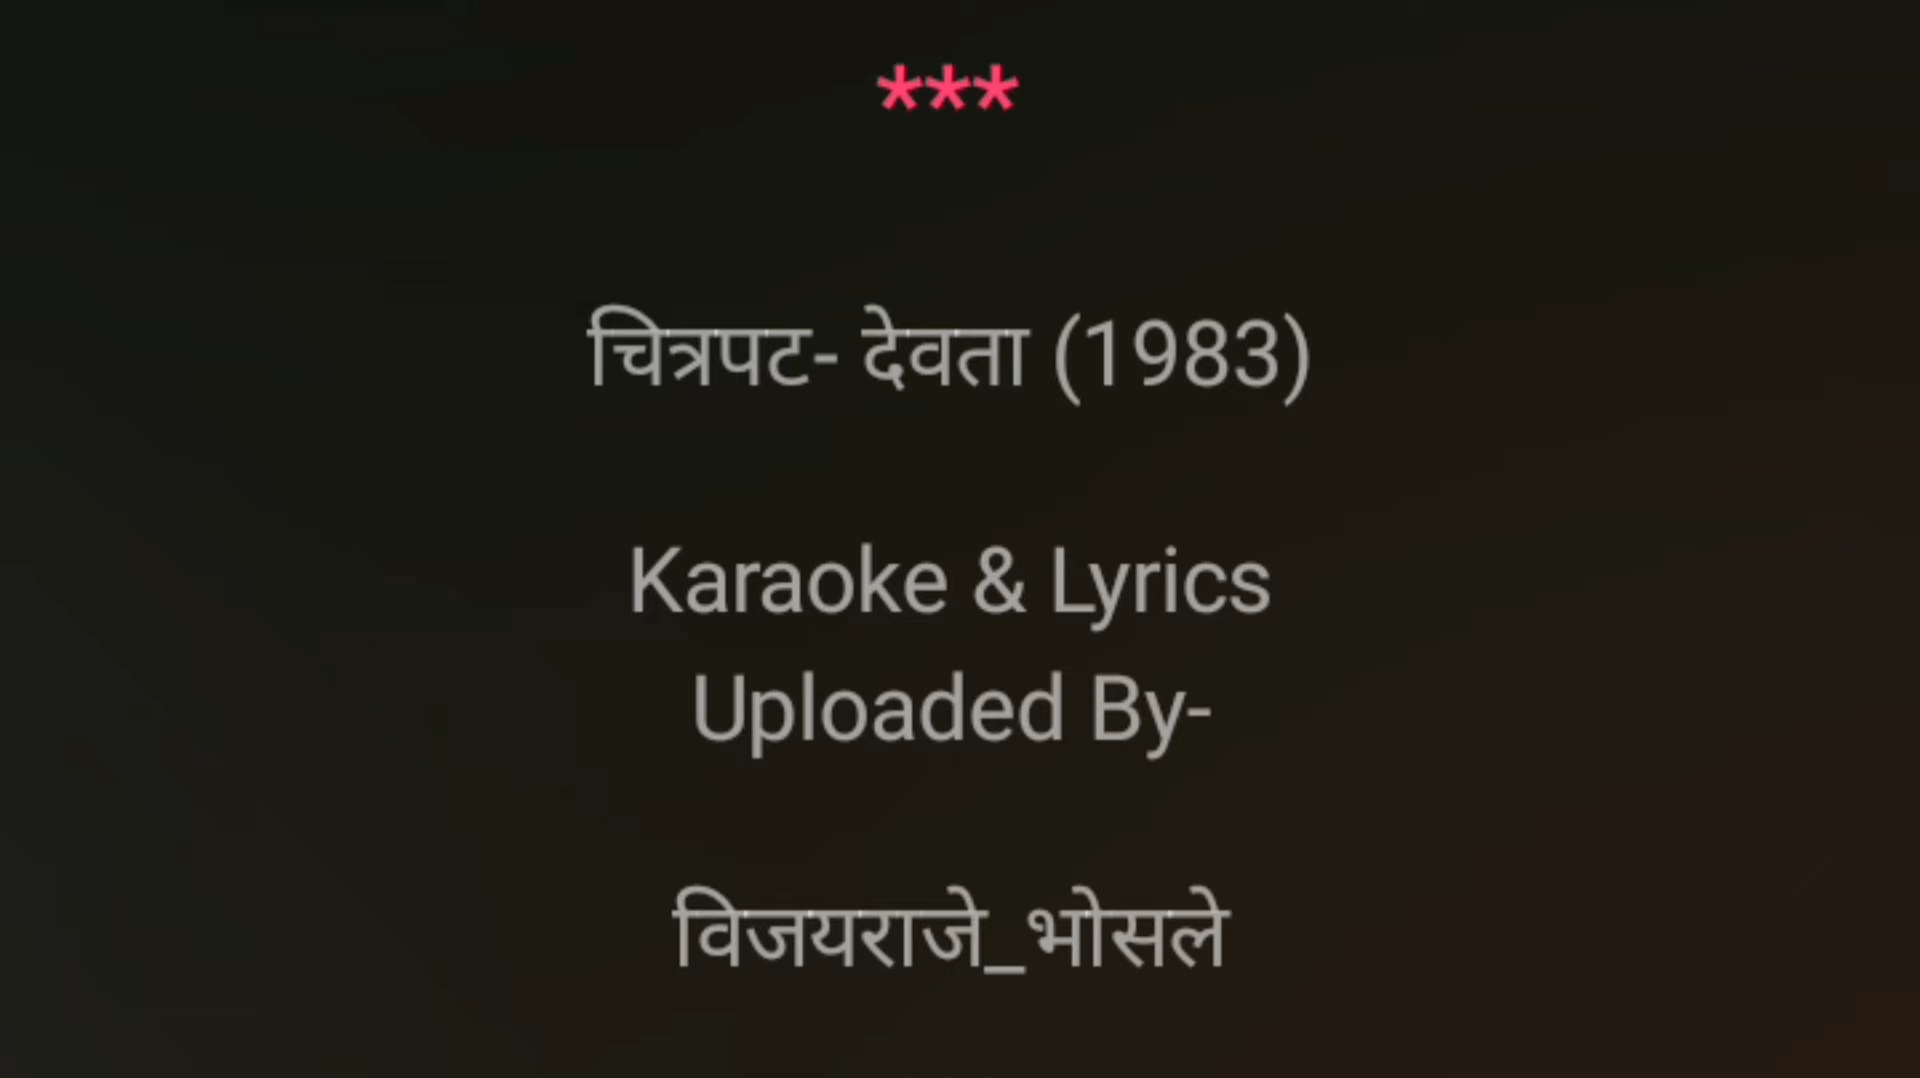 ***
चित्रपट- देवता (1983)
Karaoke & Lyrics
Uploaded By-
विजयराजे_भोसले